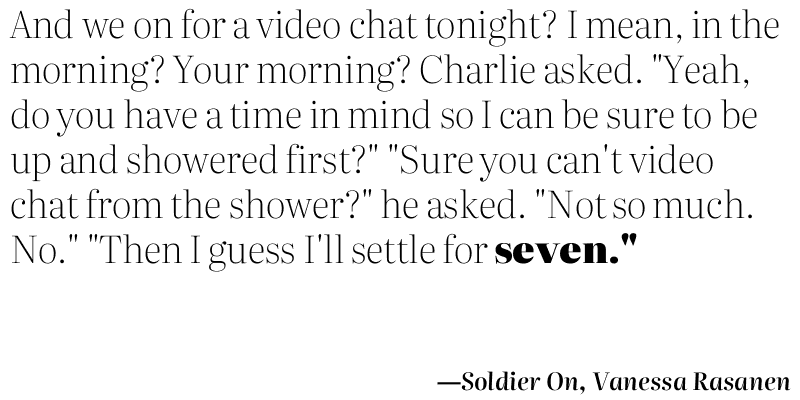 And we on for a video chat tonight? I mean, in the
morning? Your morning? Charlie asked. "Yeah,
do you have a time in mind so I can be sure to be
up and showered first?" "Sure you can't video
chat from the shower?" he asked. "Not so much.
No." "Then I guess I'll settle for seven."
—Soldier On, Vanessa Rasanen